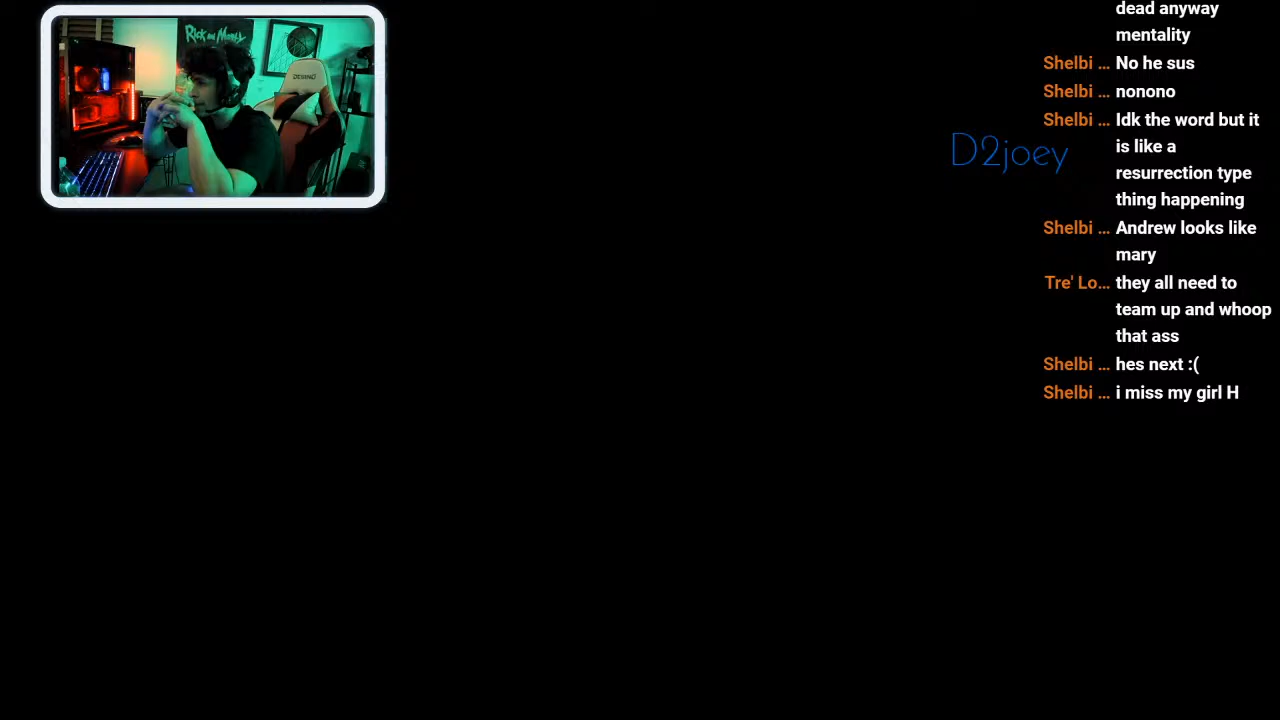 Rick and Morty
dead anyway
mentality
Shelbi ... No he sus
Shelbi ... nonono
Shelbi ... Idk the word but it
is like a
resurrection type
thing happening
D2joey
Shelbi ... Andrew looks like
mary
Tre' Lo... they all need to
team up and whoop
that ass
Shelbi ... hes next :(
Shelbi ... i miss my girl H